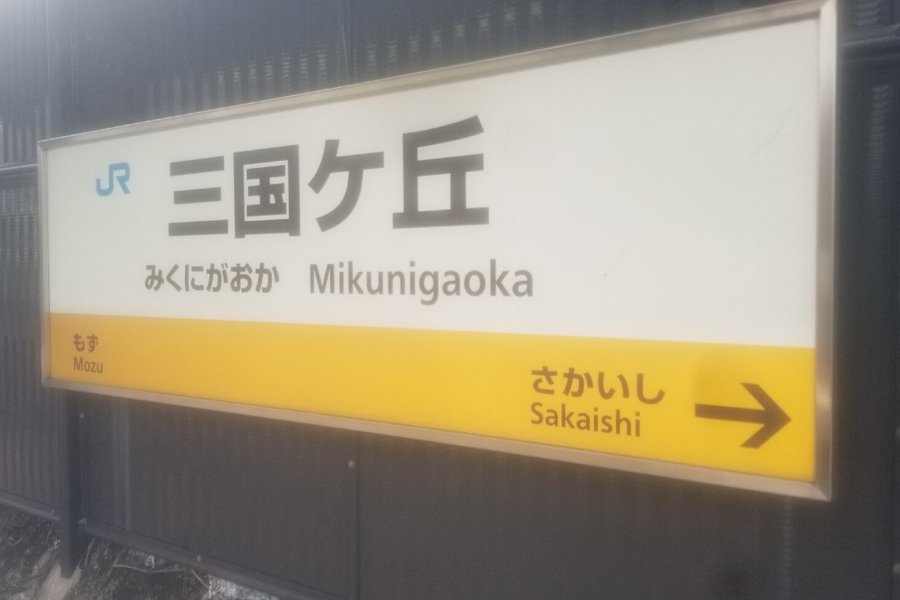 JR
三国ケ丘
みくにがおか Mikunigaoka
もず
Mozu
さかいし
Sakaishi